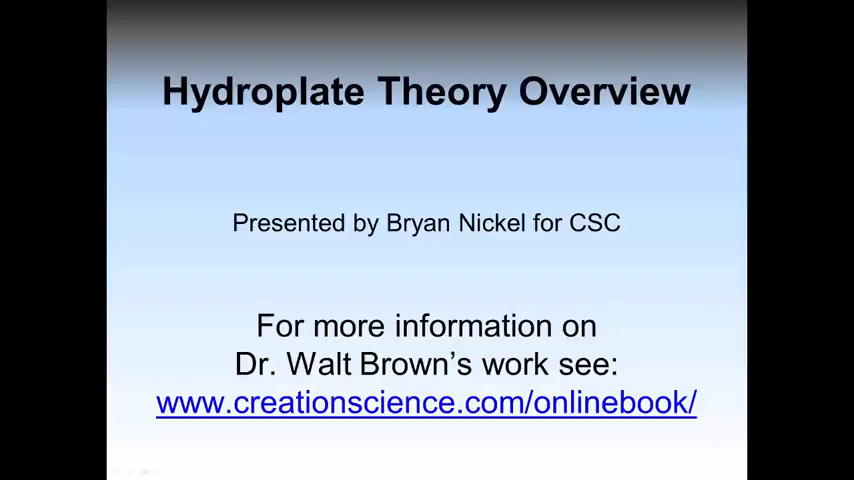 Hydroplate Theory Overview
Presented by Bryan Nickel for CSC
For more information on
Dr. Walt Brown's work see:
www.creationscience.com/onlinebook/